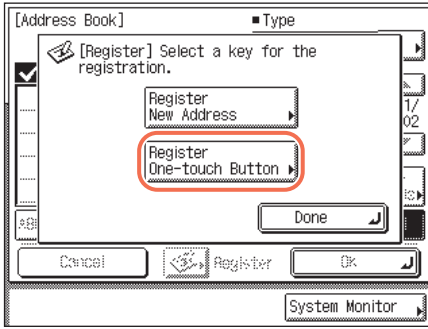 [Address Book]
■Type
[Register] Select a key for the
registration.
Register
New Address
1/
02
Register
One-touch Button
Done
Cancel
Register
OK
System Monitor